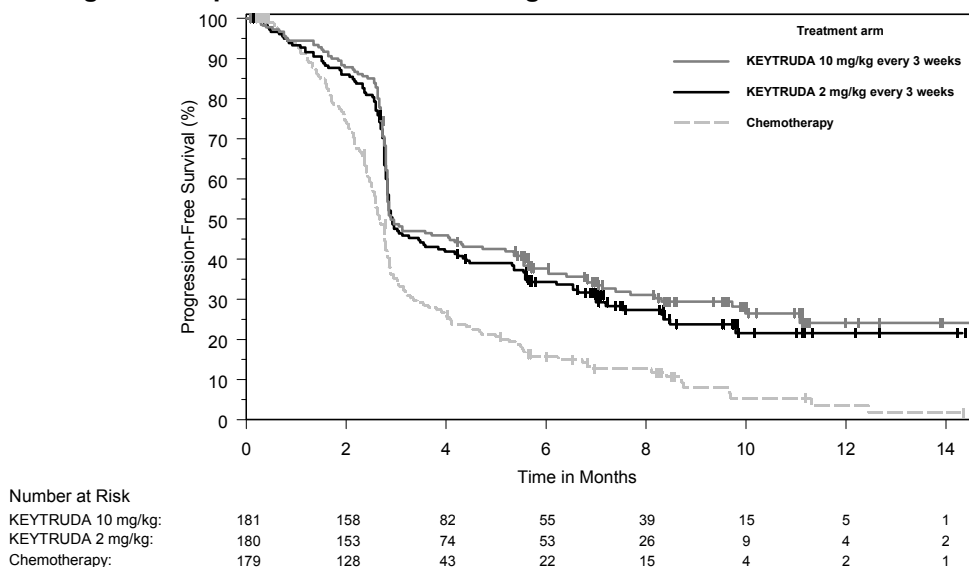 100
90
80
70
60
50
40
30
20
10
0
Progression-Free Survival (%)
Treatment arm
KEYTRUDA 10 mg/kg every 3 weeks
KEYTRUDA 2 mg/kg every 3 weeks
Chemotherapy
0 2 4 6 8 10 12 14
Time in Months
Number at Risk
KEYTRUDA 10 mg/kg: 181 158 82 55 39 15 5 1
KEYTRUDA 2 mg/kg: 180 153 74 53 26 9 4 2
Chemotherapy: 179 128 43 22 15 4 2 1